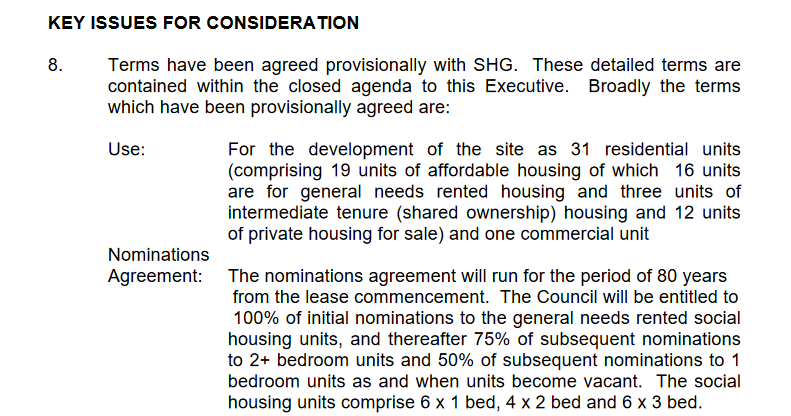 KEY ISSUES FOR CONSIDERATION
8. Terms have been agreed provisionally with SHG. These detailed terms are
contained within the closed agenda to this Executive. Broadly the terms
which have been provisionally agreed are:
Use: For the development of the site as 31 residential units
(comprising 19 units of affordable housing of which 16 units
are for general needs rented housing and three units of
intermediate tenure (shared ownership) housing and 12 units
of private housing for sale) and one commercial unit
Nominations
Agreement: The nominations agreement will run for the period of 80 years
from the lease commencement. The Council will be entitled to
100% of initial nominations to the general needs rented social
housing units, and thereafter 75% of subsequent nominations
to 2+ bedroom units and 50% of subsequent nominations to 1
bedroom units as and when units become vacant. The social
housing units comprise 6 x 1 bed, 4 x 2 bed and 6 x 3 bed.